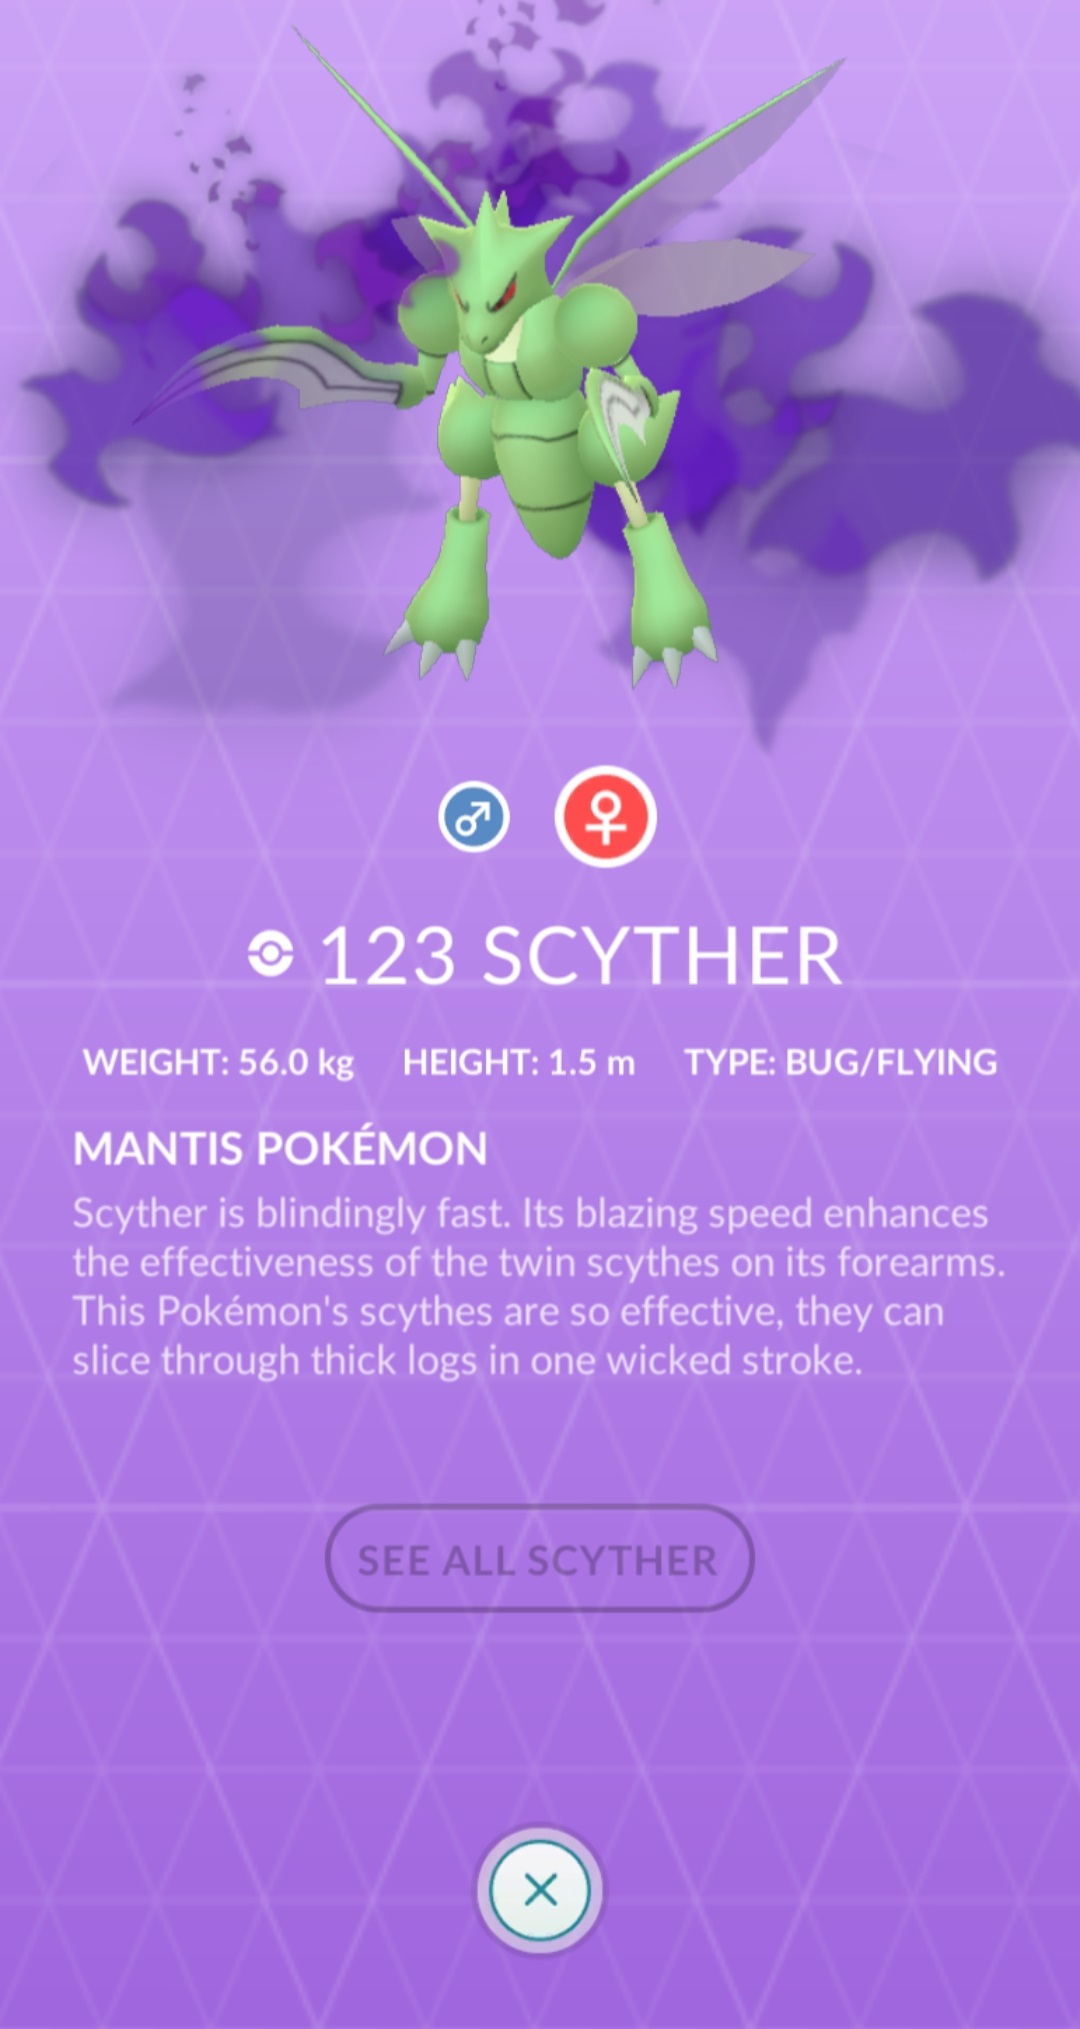 123 SCYTHER
WEIGHT: 56.0 kg HEIGHT: 1.5 m TYPE: BUG/FLYING
MANTIS POKÉMON
Scyther is blindingly fast. Its blazing speed enhances
the effectiveness of the twin scythes on its forearms.
This Pokémon's scythes are so effective, they can
slice through thick logs in one wicked stroke.
SEE ALL SCYTHER